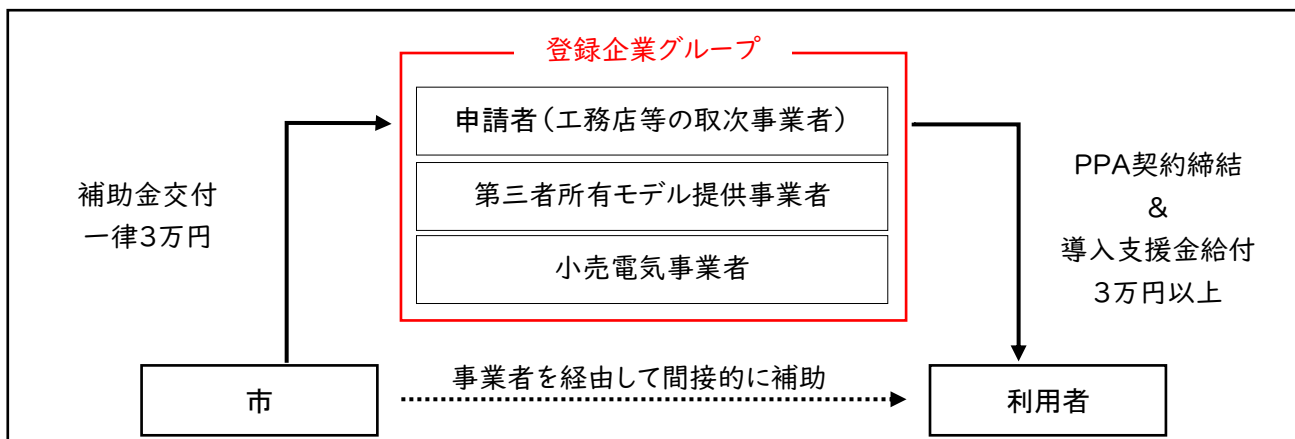 登録企業グループ
申請者（工務店等の取次事業者）
第三者所有モデル提供事業者
小売電気事業者
補助金交付
一律3万円
PPA契約締結
&
導入支援金給付
3万円以上
市
事業者を経由して間接的に補助
利用者